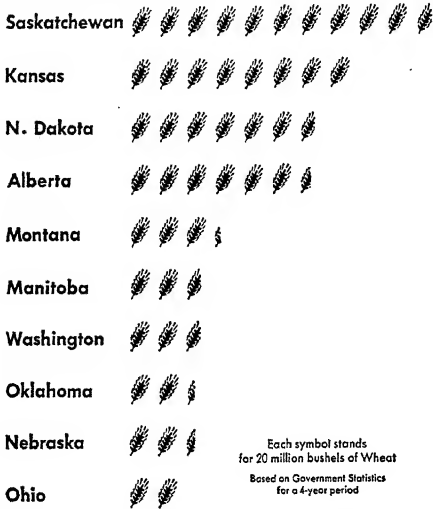 Saskatchewan
Kansas
N. Dakota
Alberta
Montana
Manitoba
Washington
Oklahoma
Nebraska
Ohio
Each symbol stands
for 20 million bushels of Wheat
Based on Government Statistics
for a 4-year period